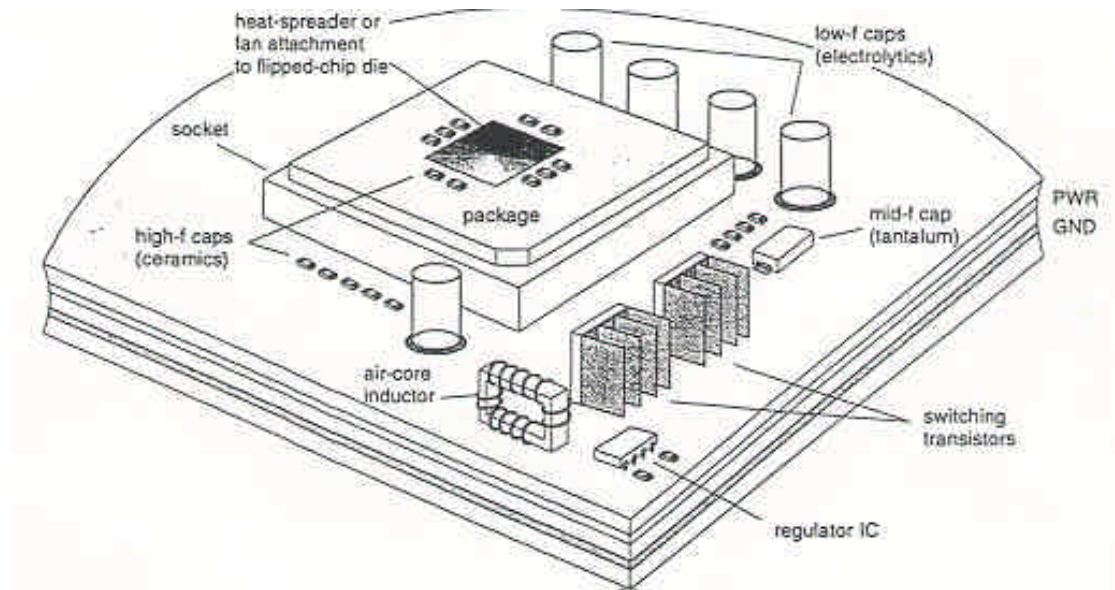 heat-spreader or
fan attachment
to flipped-chip die
low-f caps
(electrolytics)
socket
package
PWR
GND
mid-f cap
(tantalum)
high-f caps
(ceramics)
air-core
inductor
switching
transistors
regulator IC